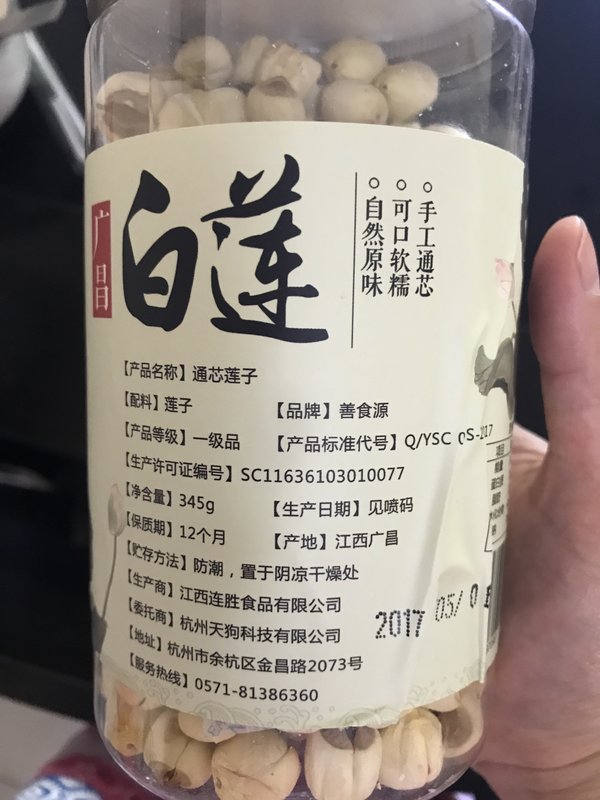 广昌
白莲
○手工通芯
○可口软糯
○自然原味
【产品名称】通芯莲子
【配料】莲子 【品牌】善食源
【产品等级】一级品 【产品标准代号】Q/YSC
【生产许可证编号】SC11636103010077
【净含量】345g 【生产日期】见喷码
【保质期】12个月 【产地】江西广昌
【贮存方法】防潮，置于阴凉干燥处
【生产商】江西连胜食品有限公司
【委托商】杭州天狗科技有限公司
【地址】杭州市余杭区金昌路2073号
【服务热线】0571-81386360
2017